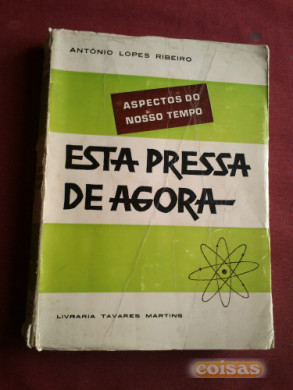 ANTÓNIO LOPES RIBEIRO
ASPECTOS DO
NOSSO TEMPO
ESTA PRESSA
DE AGORA
LIVRARIA TAVARES MARTINS
coisas